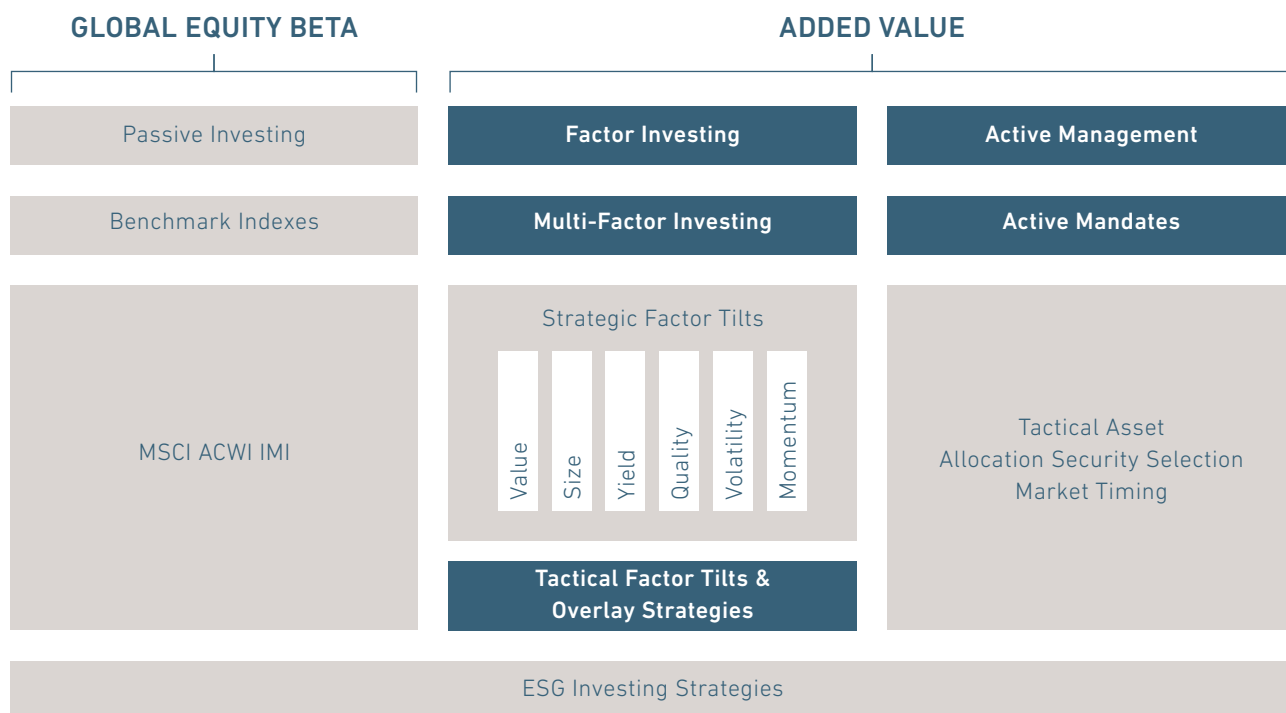 GLOBAL EQUITY BETA
ADDED VALUE
Passive Investing
Factor Investing
Active Management
Benchmark Indexes
Multi-Factor Investing
Active Mandates
MSCI ACWI IMI
Strategic Factor Tilts
Value
Size
Yield
Quality
Volatility
Momentum
Tactical Factor Tilts &
Overlay Strategies
Tactical Asset
Allocation Security Selection
Market Timing
ESG Investing Strategies